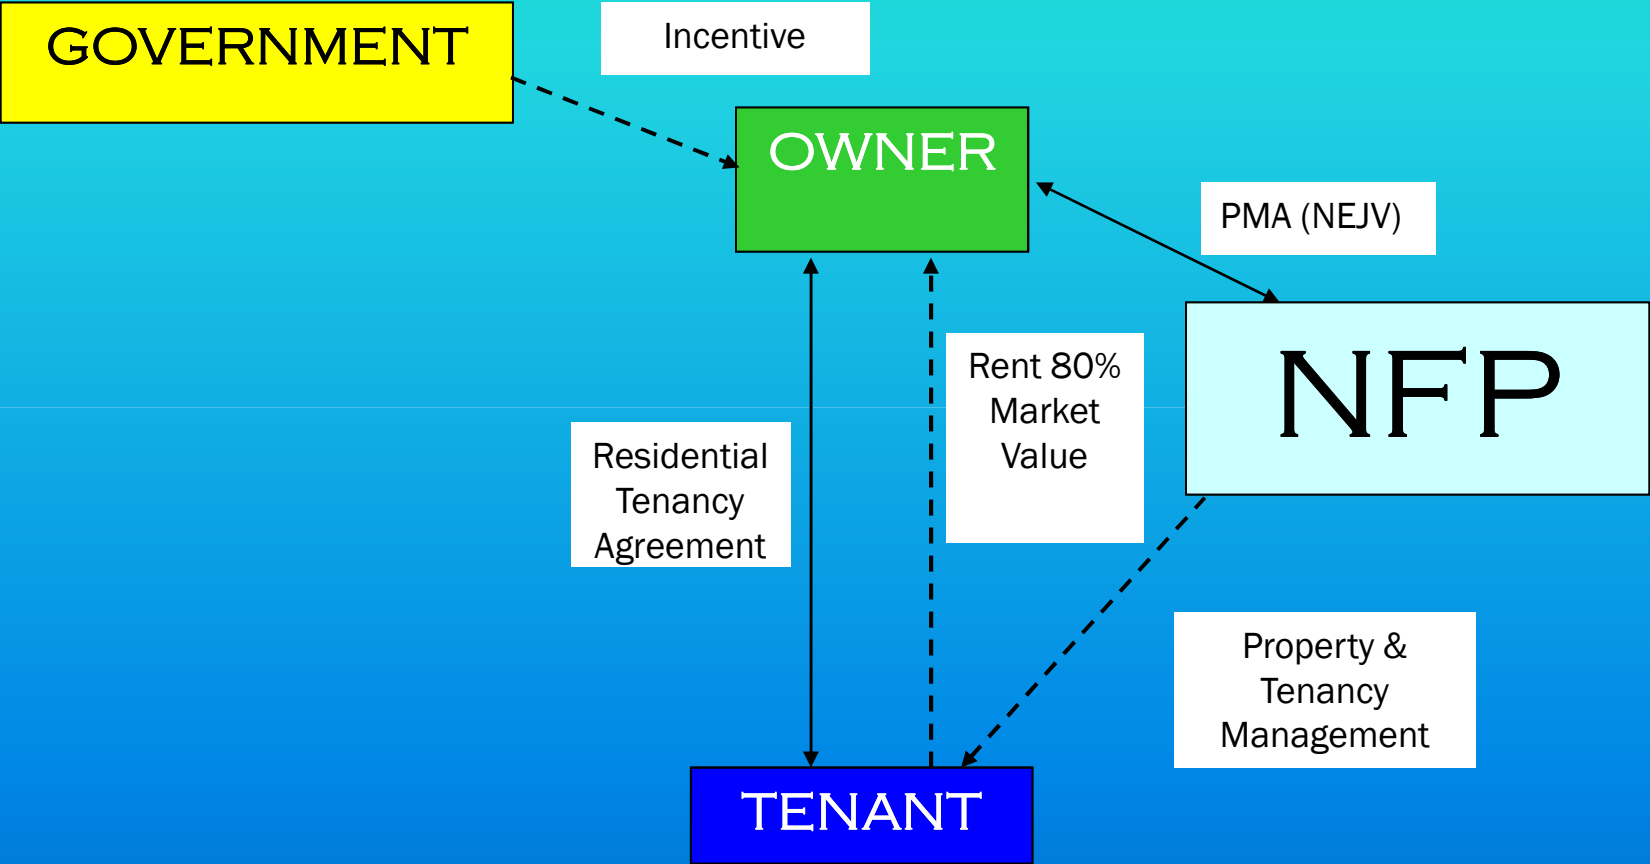 GOVERNMENT
Incentive
OWNER
PMA (NEJV)
NFP
Rent 80%
Market
Value
Residential
Tenancy
Agreement
Property &
Tenancy
Management
TENANT